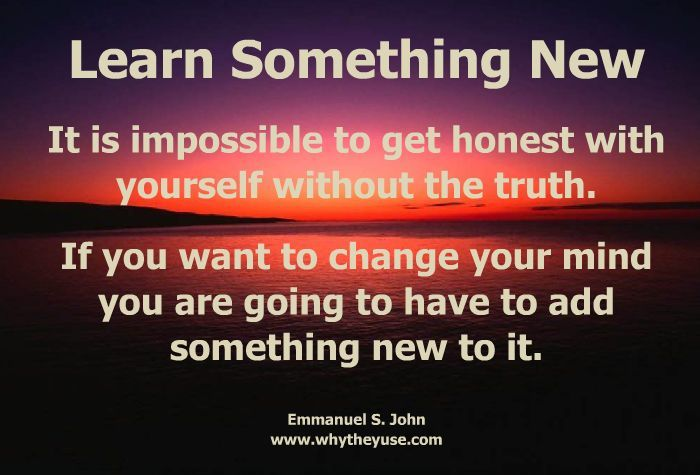 Learn Something New
It is impossible to get honest with
yourself without the truth.
If you want to change your mind
you are going to have to add
something new to it.
Emmanuel S. John
www.whytheyuse.com